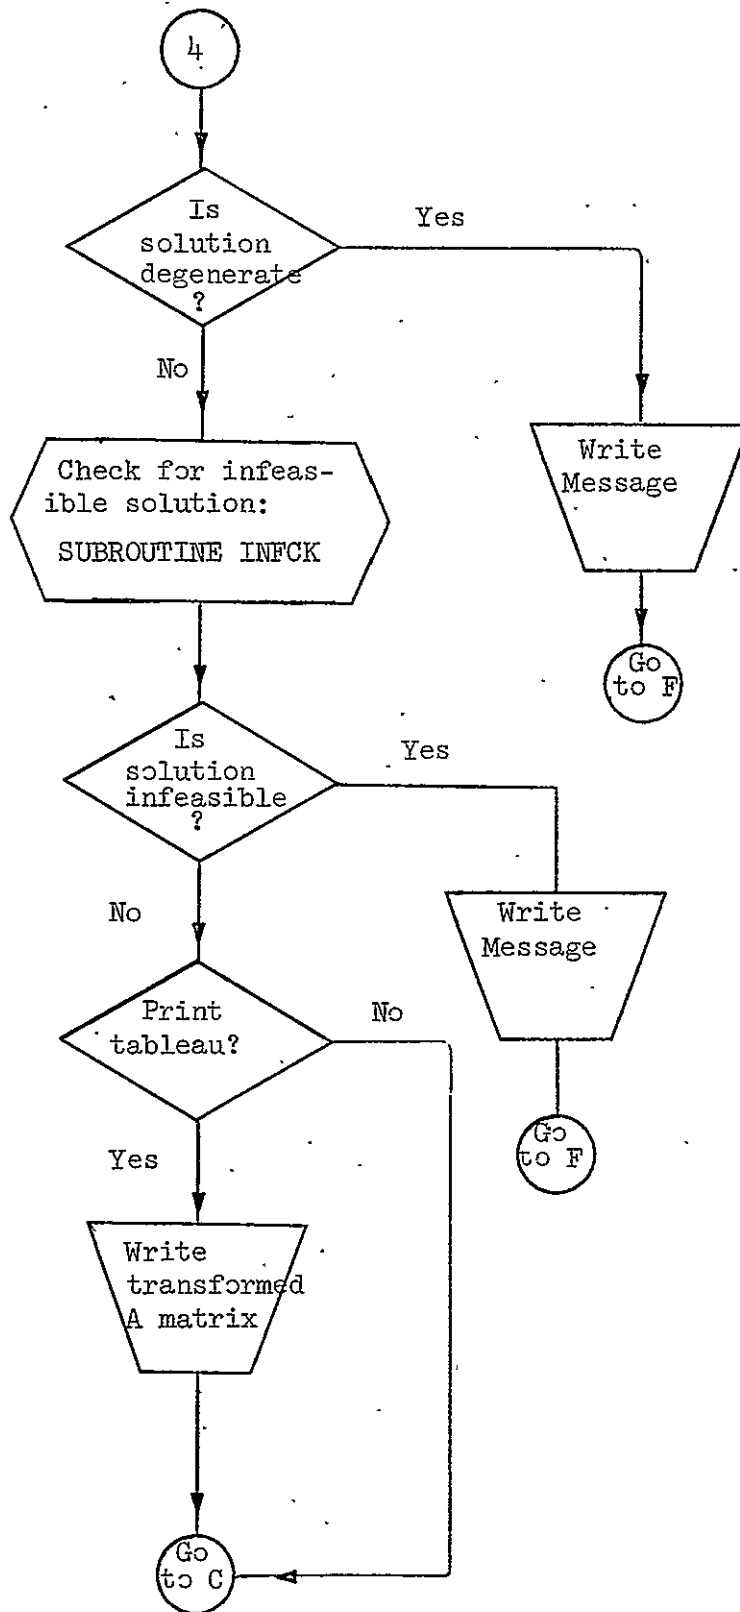 4
Is
solution
degenerate
?
Yes
No
Write
Message
Check for infeas-
ible solution:
SUBROUTINE INFCK
Go
to F
Is
solution
infeasible
?
Yes
No
Write
Message
Print
tableau?
No
Yes
Go
to F
Write
transformed
A matrix
Go
to C